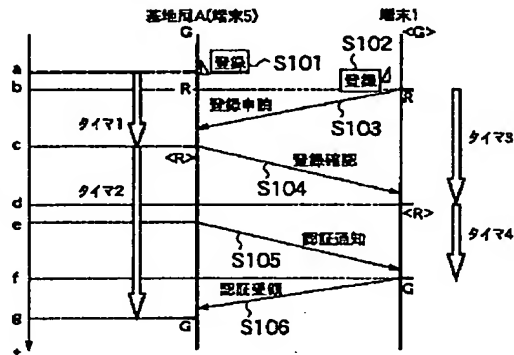 基地局A(端末5)
端末1
G
<G>
S101
S102
a
登録
登録
b
R
R
登録申請
S103
タイマ1
タイマ3
c
<R>
登録確認
S104
タイマ2
d
<R>
e
認証通知
タイマ4
S105
f
G
認証受領
g
G
S106
t